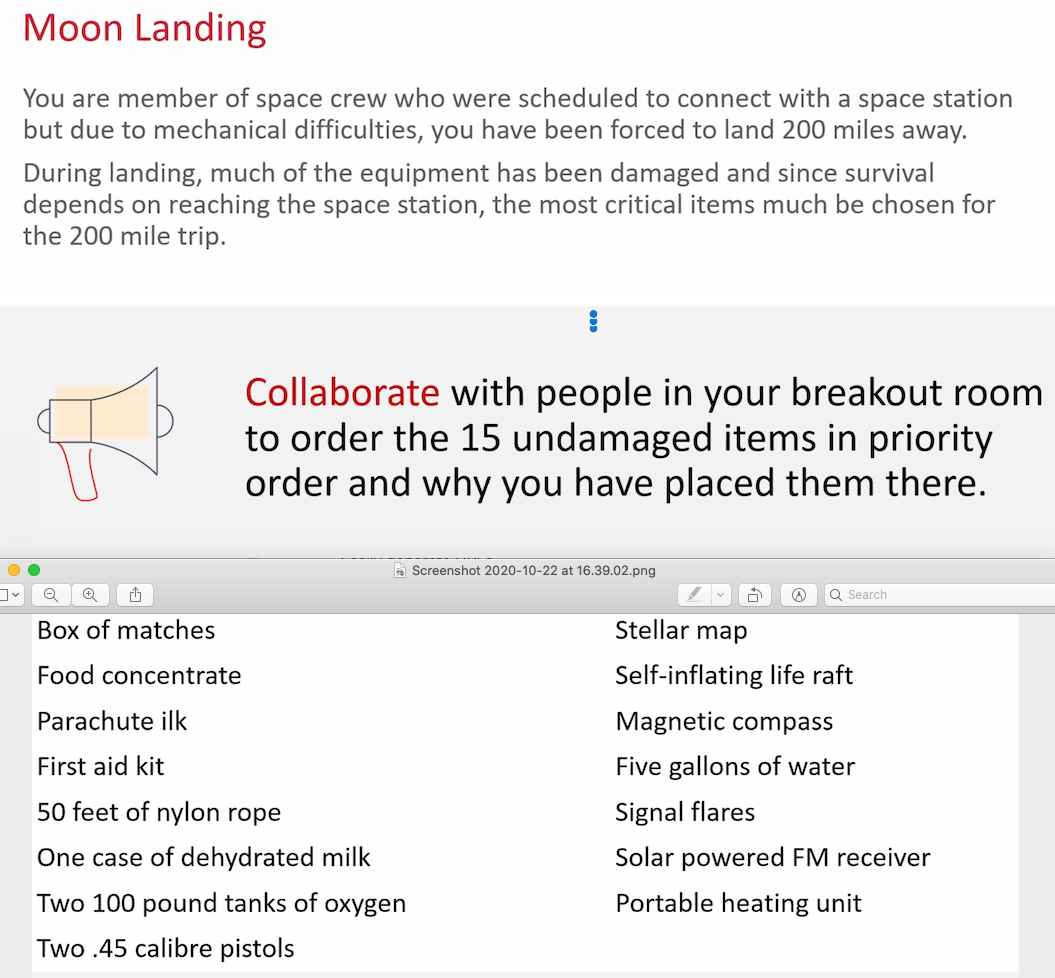 Moon Landing
You are member of space crew who were scheduled to connect with a space station
but due to mechanical difficulties, you have been forced to land 200 miles away.
During landing, much of the equipment has been damaged and since survival
depends on reaching the space station, the most critical items much be chosen for
the 200 mile trip.
Collaborate with people in your breakout room
to order the 15 undamaged items in priority
order and why you have placed them there.
Screenshot 2020-10-22 at 16.39.02.png
Search
Box of matches
Food concentrate
Parachute ilk
First aid kit
50 feet of nylon rope
One case of dehydrated milk
Two 100 pound tanks of oxygen
Two .45 calibre pistols
Stellar map
Self-inflating life raft
Magnetic compass
Five gallons of water
Signal flares
Solar powered FM receiver
Portable heating unit